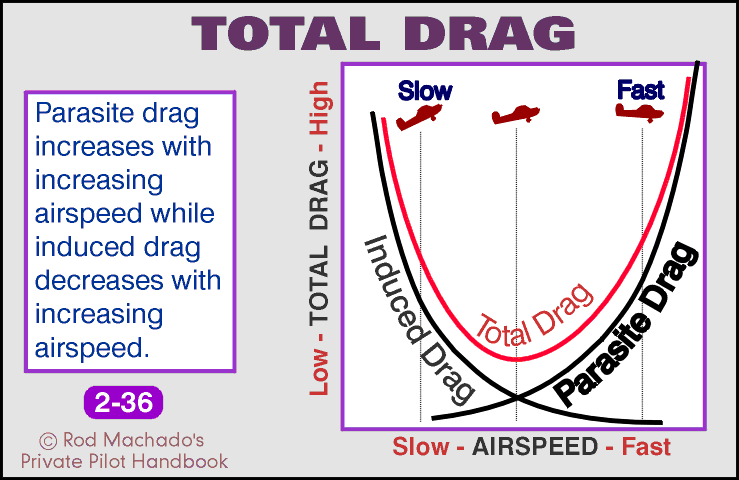 TOTAL DRAG
Parasite drag
increases with
increasing
airspeed while
induced drag
decreases with
increasing
airspeed.
2-36
© Rod Machado's
Private Pilot Handbook
Low - TOTAL DRAG - High
Slow
Fast
Induced Drag
Total Drag
Parasite Drag
Slow - AIRSPEED - Fast